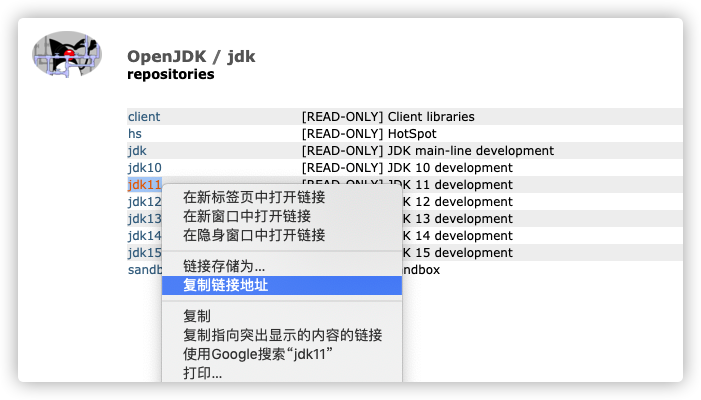 OpenJDK / jdk
repositories
client [READ-ONLY] Client libraries
hs [READ-ONLY] HotSpot
jdk [READ-ONLY] JDK main-line development
jdk10 [READ-ONLY] JDK 10 development
jdk11 [READ-ONLY] JDK 11 development
jdk12 K 12 development
jdk13 K 13 development
jdk14 K 14 development
jdk15 K 15 development
sandb ndbox
在新标签页中打开链接
在新窗口中打开链接
在隐身窗口中打开链接
链接存储为...
复制链接地址
复制
复制指向突出显示的内容的链接
使用Google搜索“jdk11”
打印...